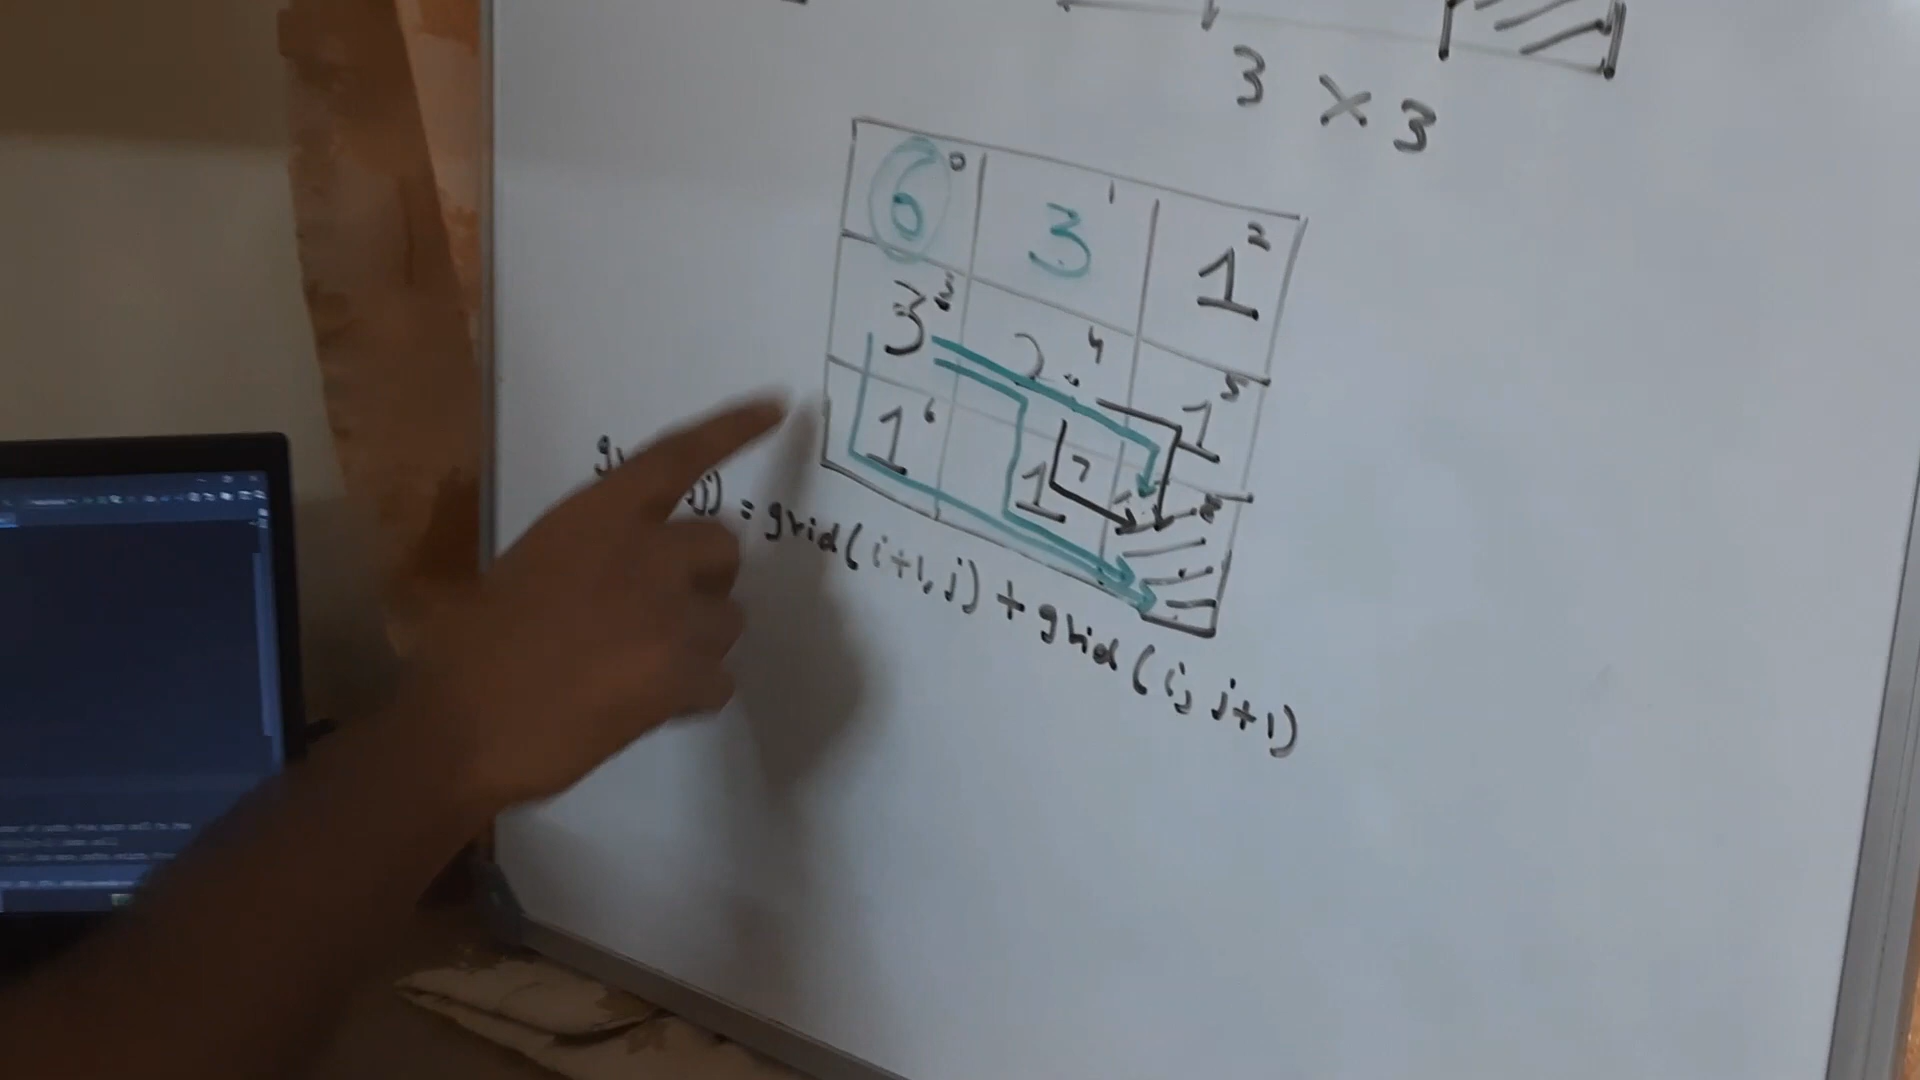 3 × 3
6 0 3 1 1 2
3 3 2 4 1 5
1 6 1 7 8
j) = grid(i+1, j) + grid(i, j+1)